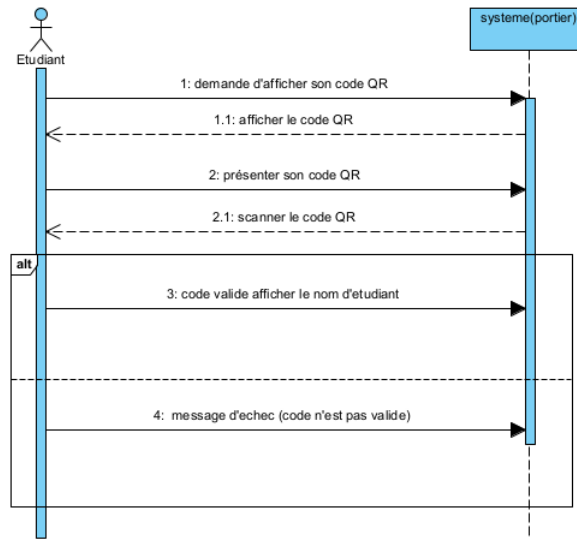 systeme(portier)
Etudiant
1: demande d'afficher son code QR
1.1: afficher le code QR
2: présenter son code QR
2.1: scanner le code QR
alt
3: code valide afficher le nom d'etudiant
4: message d'echec (code n'est pas valide)